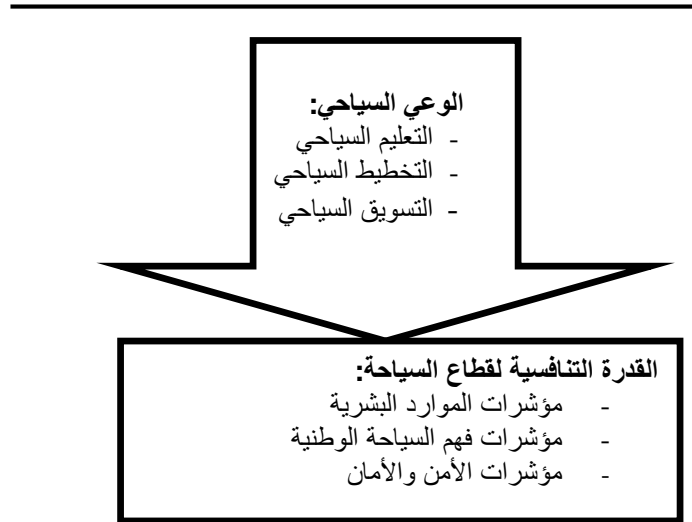 الوعي السياحي:
- التعليم السياحي
- التخطيط السياحي
- التسويق السياحي
القدرة التنافسية لقطاع السياحة:
- مؤشرات الموارد البشرية
- مؤشرات فهم السياحة الوطنية
- مؤشرات الأمن والأمان